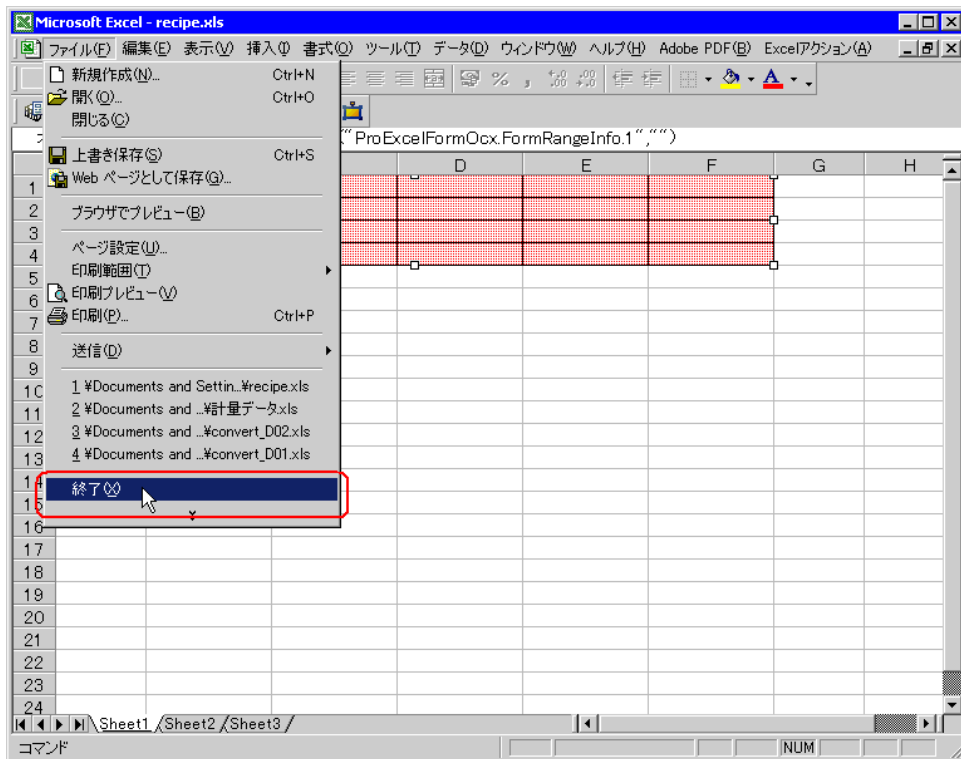 Microsoft Excel - recipe.xls
ファイル(F) 編集(E) 表示(V) 挿入(I) 書式(O) ツール(T) データ(D) ウィンドウ(W) ヘルプ(H) Adobe PDF(B) Excelアクション(A)
新規作成(N)... Ctrl+N
開く(O)... Ctrl+O
閉じる(C)
("ProExcelFormOcx.FormRangeInfo.1","")
上書き保存(S) Ctrl+S
Web ページとして保存(G)...
ブラウザでプレビュー(B)
ページ設定(U)...
印刷範囲(T)
印刷プレビュー(V)
印刷(P)... Ctrl+P
送信(D)
1 ¥Documents and Settin...¥recipe.xls
2 ¥Documents and ...¥計量データ.xls
3 ¥Documents and ...¥convert_D02.xls
4 ¥Documents and ...¥convert_D01.xls
終了(X)
D E F G H
1
2
3
4
5
6
7
8
9
10
11
12
13
14
15
16
17
18
19
20
21
22
23
24
Sheet1 Sheet2 Sheet3
コマンド NUM